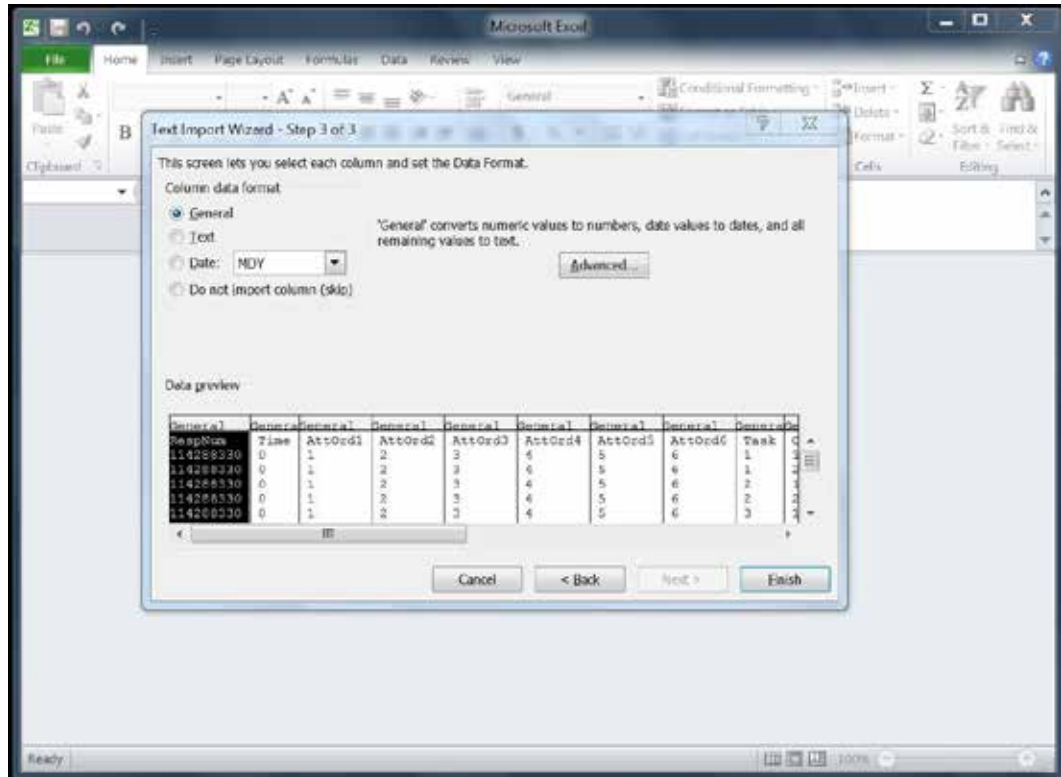 Microsoft Excel
File Home Insert Page Layout Formulas Data Review View
Paste
Clipboard
B
General
Conditional Formatting
Insert
Delete
Format
Cells
Σ
Sort & Filter
Find & Select
Editing
Text Import Wizard - Step 3 of 3
This screen lets you select each column and set the Data Format.
Column data format
General
Text
Date: MDY
Do not import column (skip)
'General' converts numeric values to numbers, date values to dates, and all
remaining values to text.
Advanced...
Data preview
General General General General General General General General
RespNum Time AttOrd1 AttOrd2 AttOrd3 AttOrd4 AttOrd5 AttOrd6 Task C
114288330 0 1 2 3 4 5 6 1 1
114288330 0 1 2 3 4 5 6 1 2
114288330 0 1 2 3 4 5 6 2 1
114288330 0 1 2 3 4 5 6 2 2
114288330 0 1 2 3 4 5 6 3
Cancel < Back Next > Finish
Ready 100%